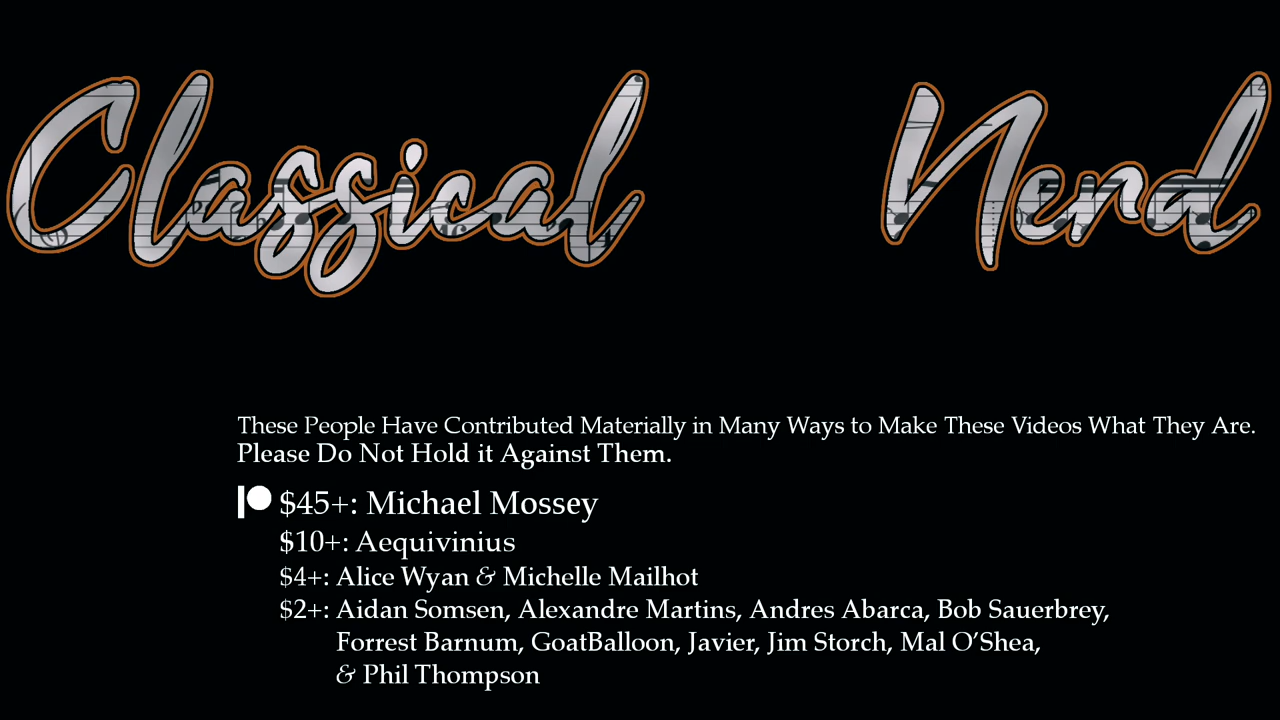 Classical Nerd
These People Have Contributed Materially in Many Ways to Make These Videos What They Are.
Please Do Not Hold it Against Them.
$45+: Michael Mossey
$10+: Aequivinius
$4+: Alice Wyan & Michelle Mailhot
$2+: Aidan Somsen, Alexandre Martins, Andres Abarca, Bob Sauerbrey,
Forrest Barnum, GoatBalloon, Javier, Jim Storch, Mal O’Shea,
& Phil Thompson